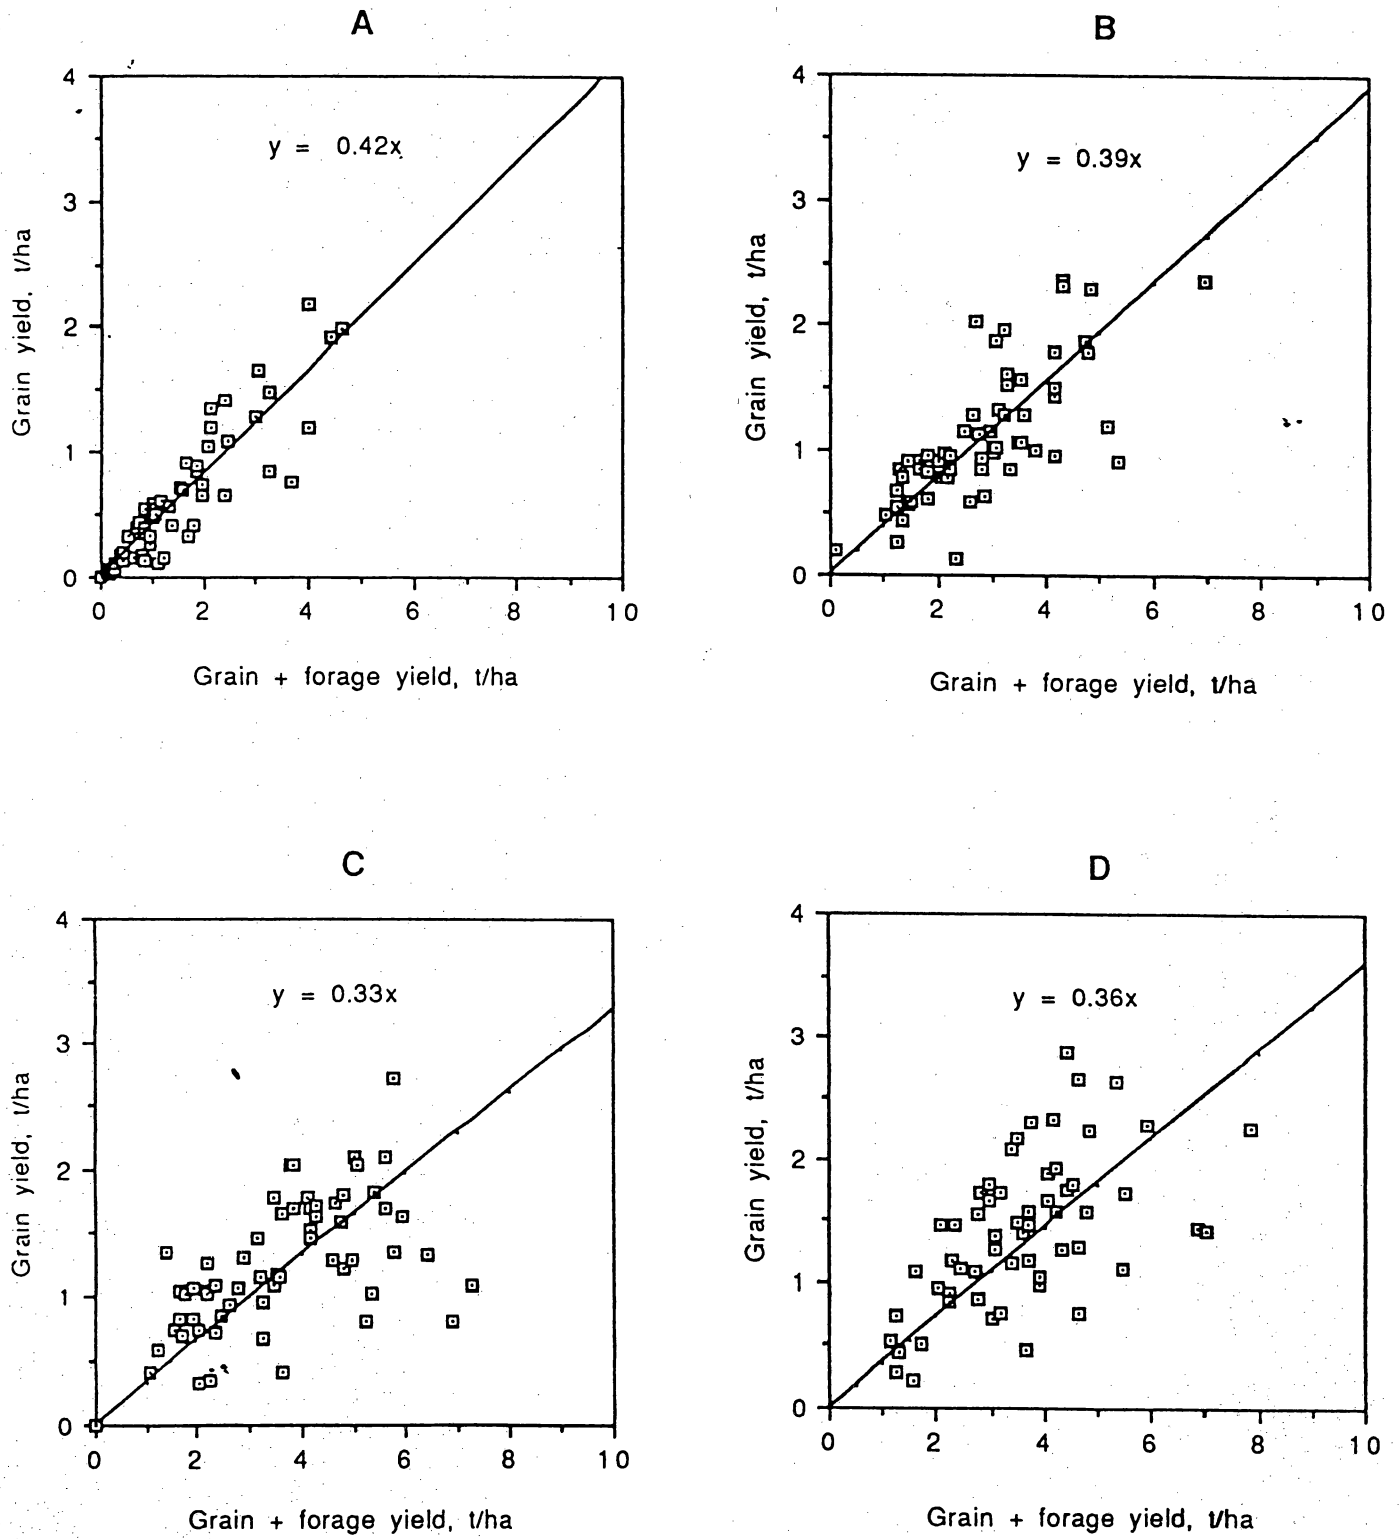 A
4
3
2
1
0
y = 0.42x
Grain yield, t/ha
0 2 4 6 8 10
Grain + forage yield, t/ha
B
4
3
2
1
0
y = 0.39x
Grain yield, t/ha
0 2 4 6 8 10
Grain + forage yield, t/ha
C
4
3
2
1
0
y = 0.33x
Grain yield, t/ha
0 2 4 6 8 10
Grain + forage yield, t/ha
D
4
3
2
1
0
y = 0.36x
Grain yield, t/ha
0 2 4 6 8 10
Grain + forage yield, t/ha